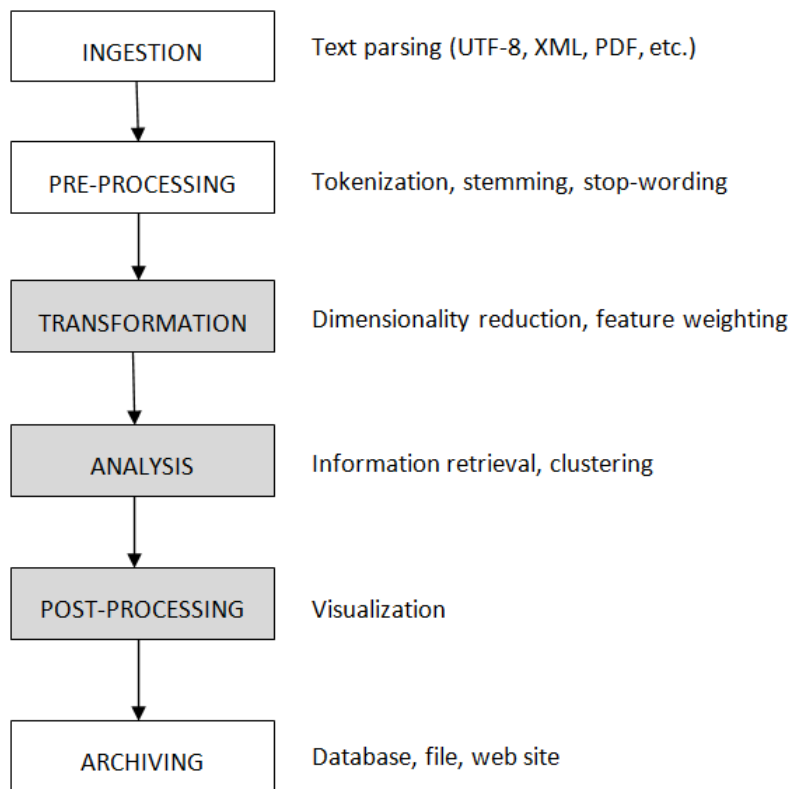 INGESTION
Text parsing (UTF-8, XML, PDF, etc.)
PRE-PROCESSING
Tokenization, stemming, stop-wording
TRANSFORMATION
Dimensionality reduction, feature weighting
ANALYSIS
Information retrieval, clustering
POST-PROCESSING
Visualization
ARCHIVING
Database, file, web site